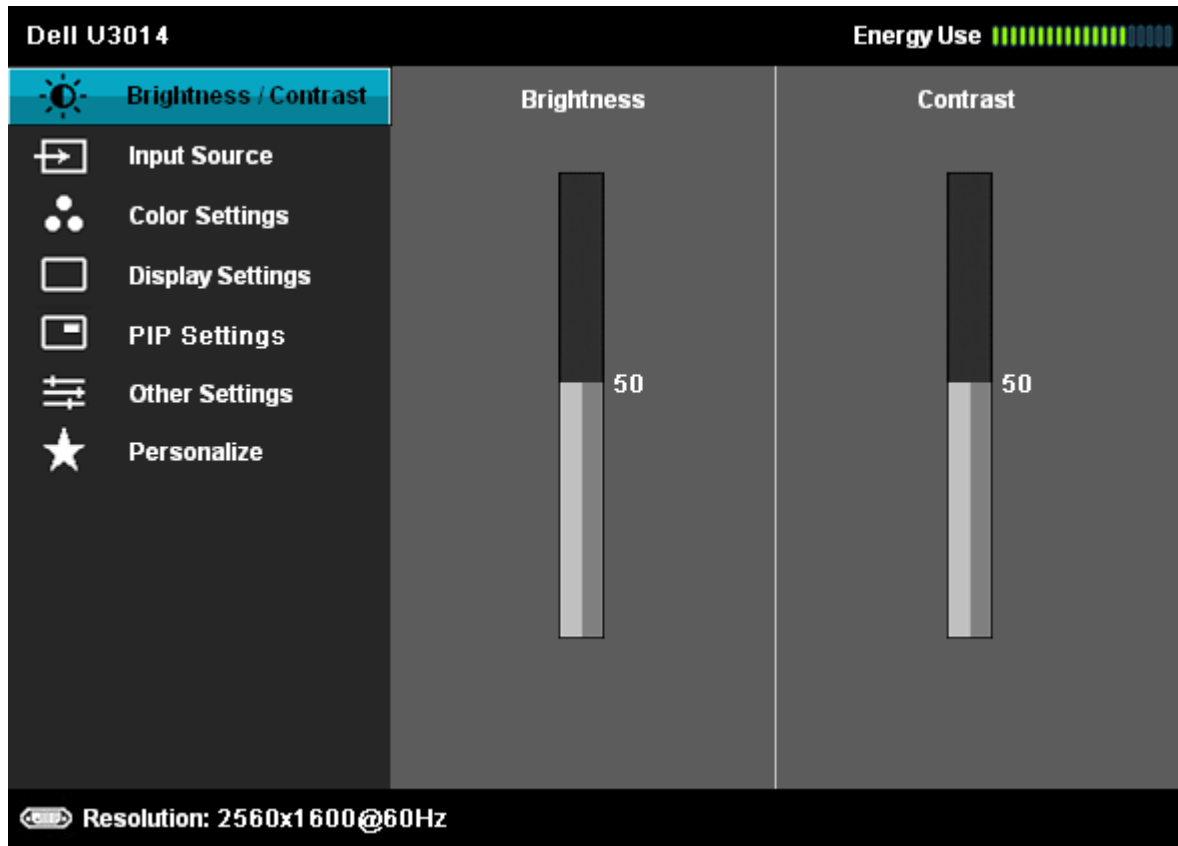 Dell U3014
Energy Use
Brightness / Contrast
Input Source
Color Settings
Display Settings
PIP Settings
Other Settings
Personalize
Brightness
50
Contrast
50
Resolution: 2560x1600@60Hz